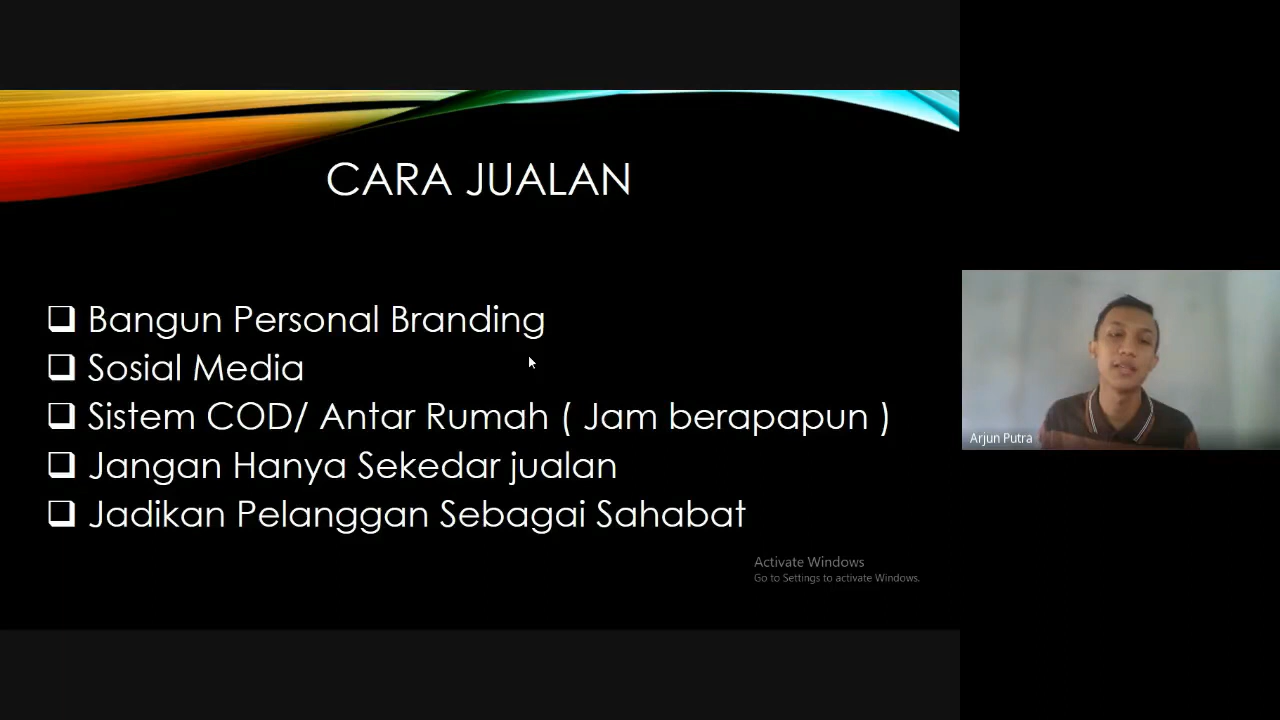 CARA JUALAN
Bangun Personal Branding
Sosial Media
Sistem COD/ Antar Rumah ( Jam berapapun )
Jangan Hanya Sekedar jualan
Jadikan Pelanggan Sebagai Sahabat
Activate Windows
Go to Settings to activate Windows.
Arjun Putra